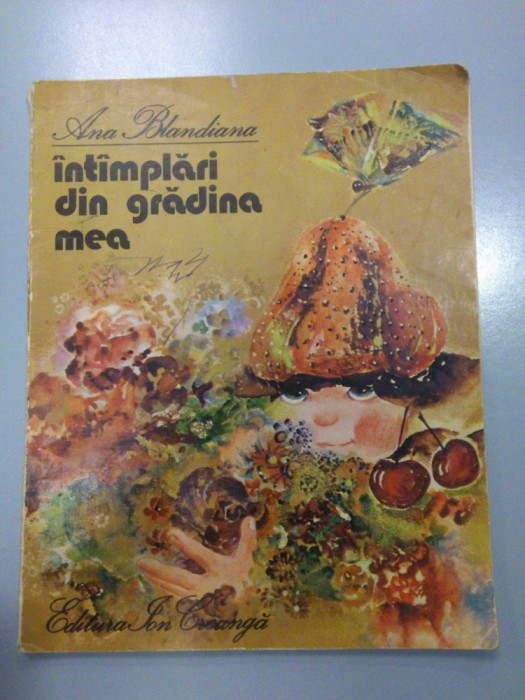 Ana Blandiana
întîmplări
din grădina
mea
Editura Ion Creangă